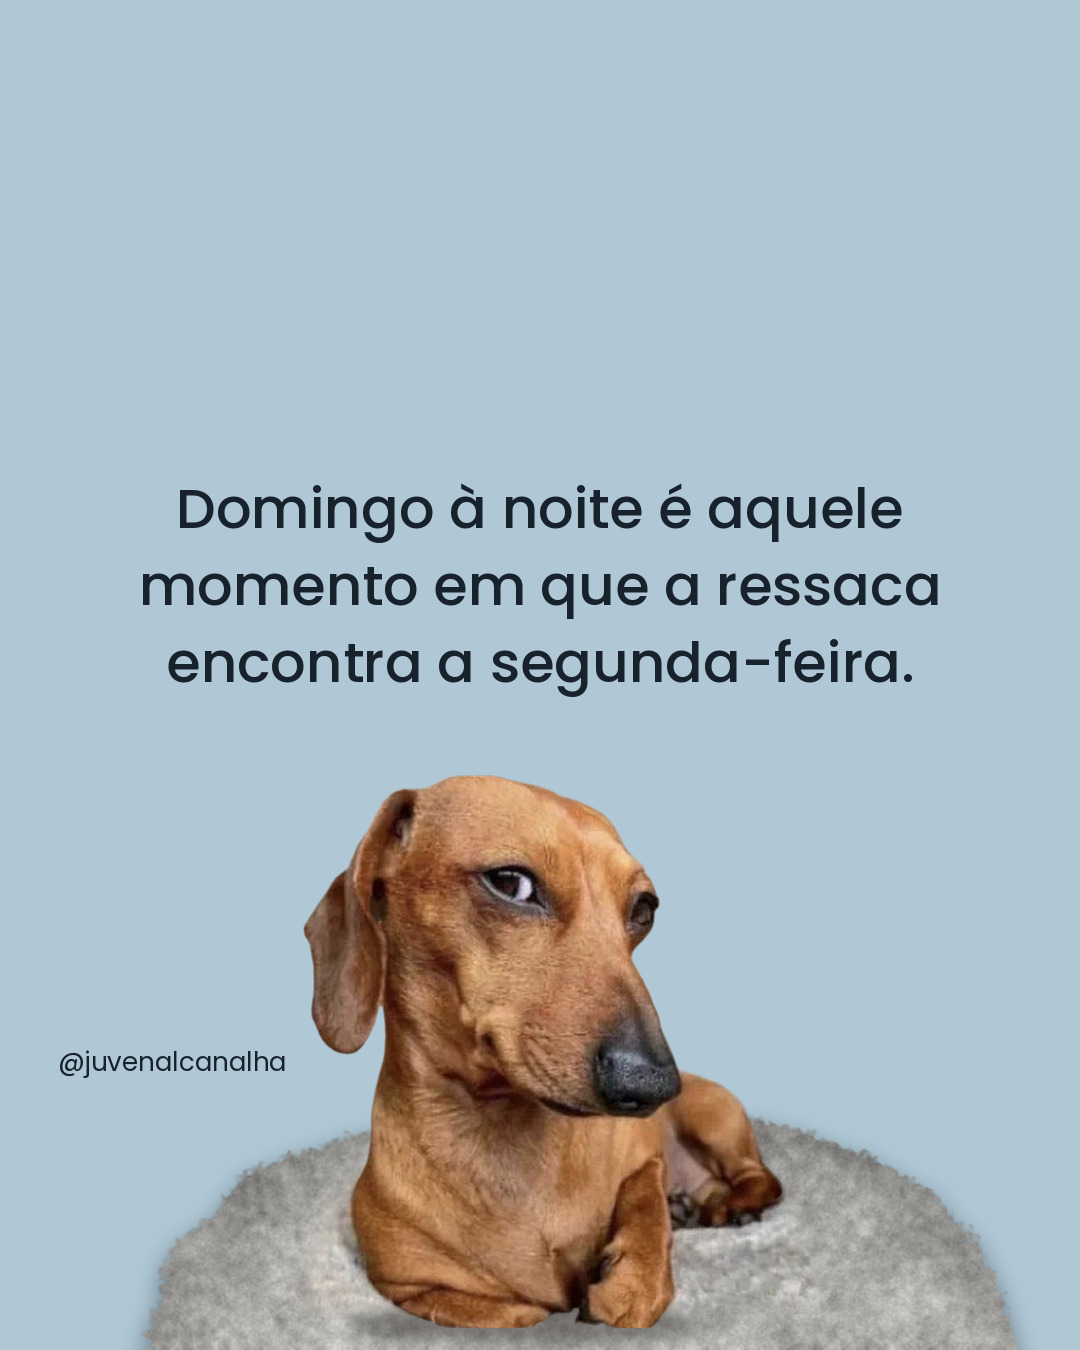 Domingo à noite é aquele
momento em que a ressaca
encontra a segunda-feira.
@juvenalcanalha